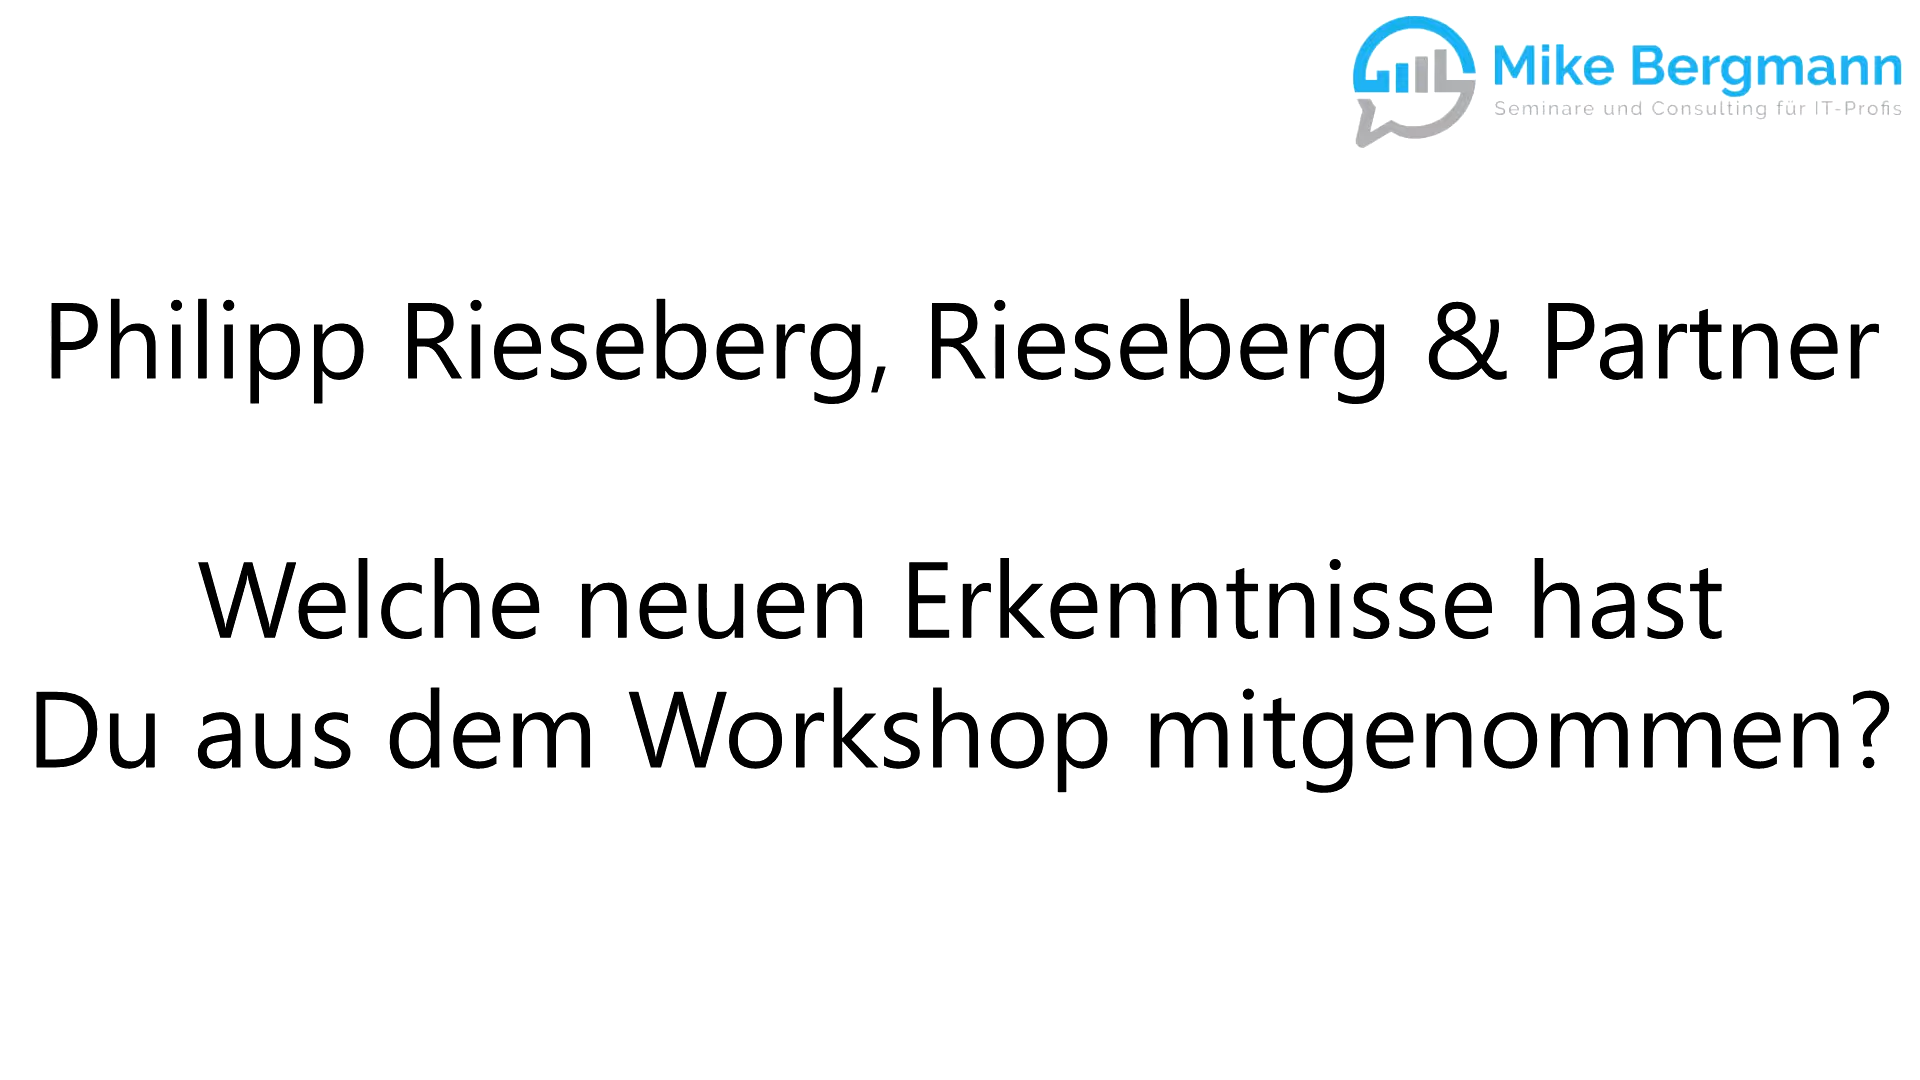 Mike Bergmann
Seminare und Consulting für IT-Profis
Philipp Rieseberg, Rieseberg & Partner
Welche neuen Erkenntnisse hast
Du aus dem Workshop mitgenommen?